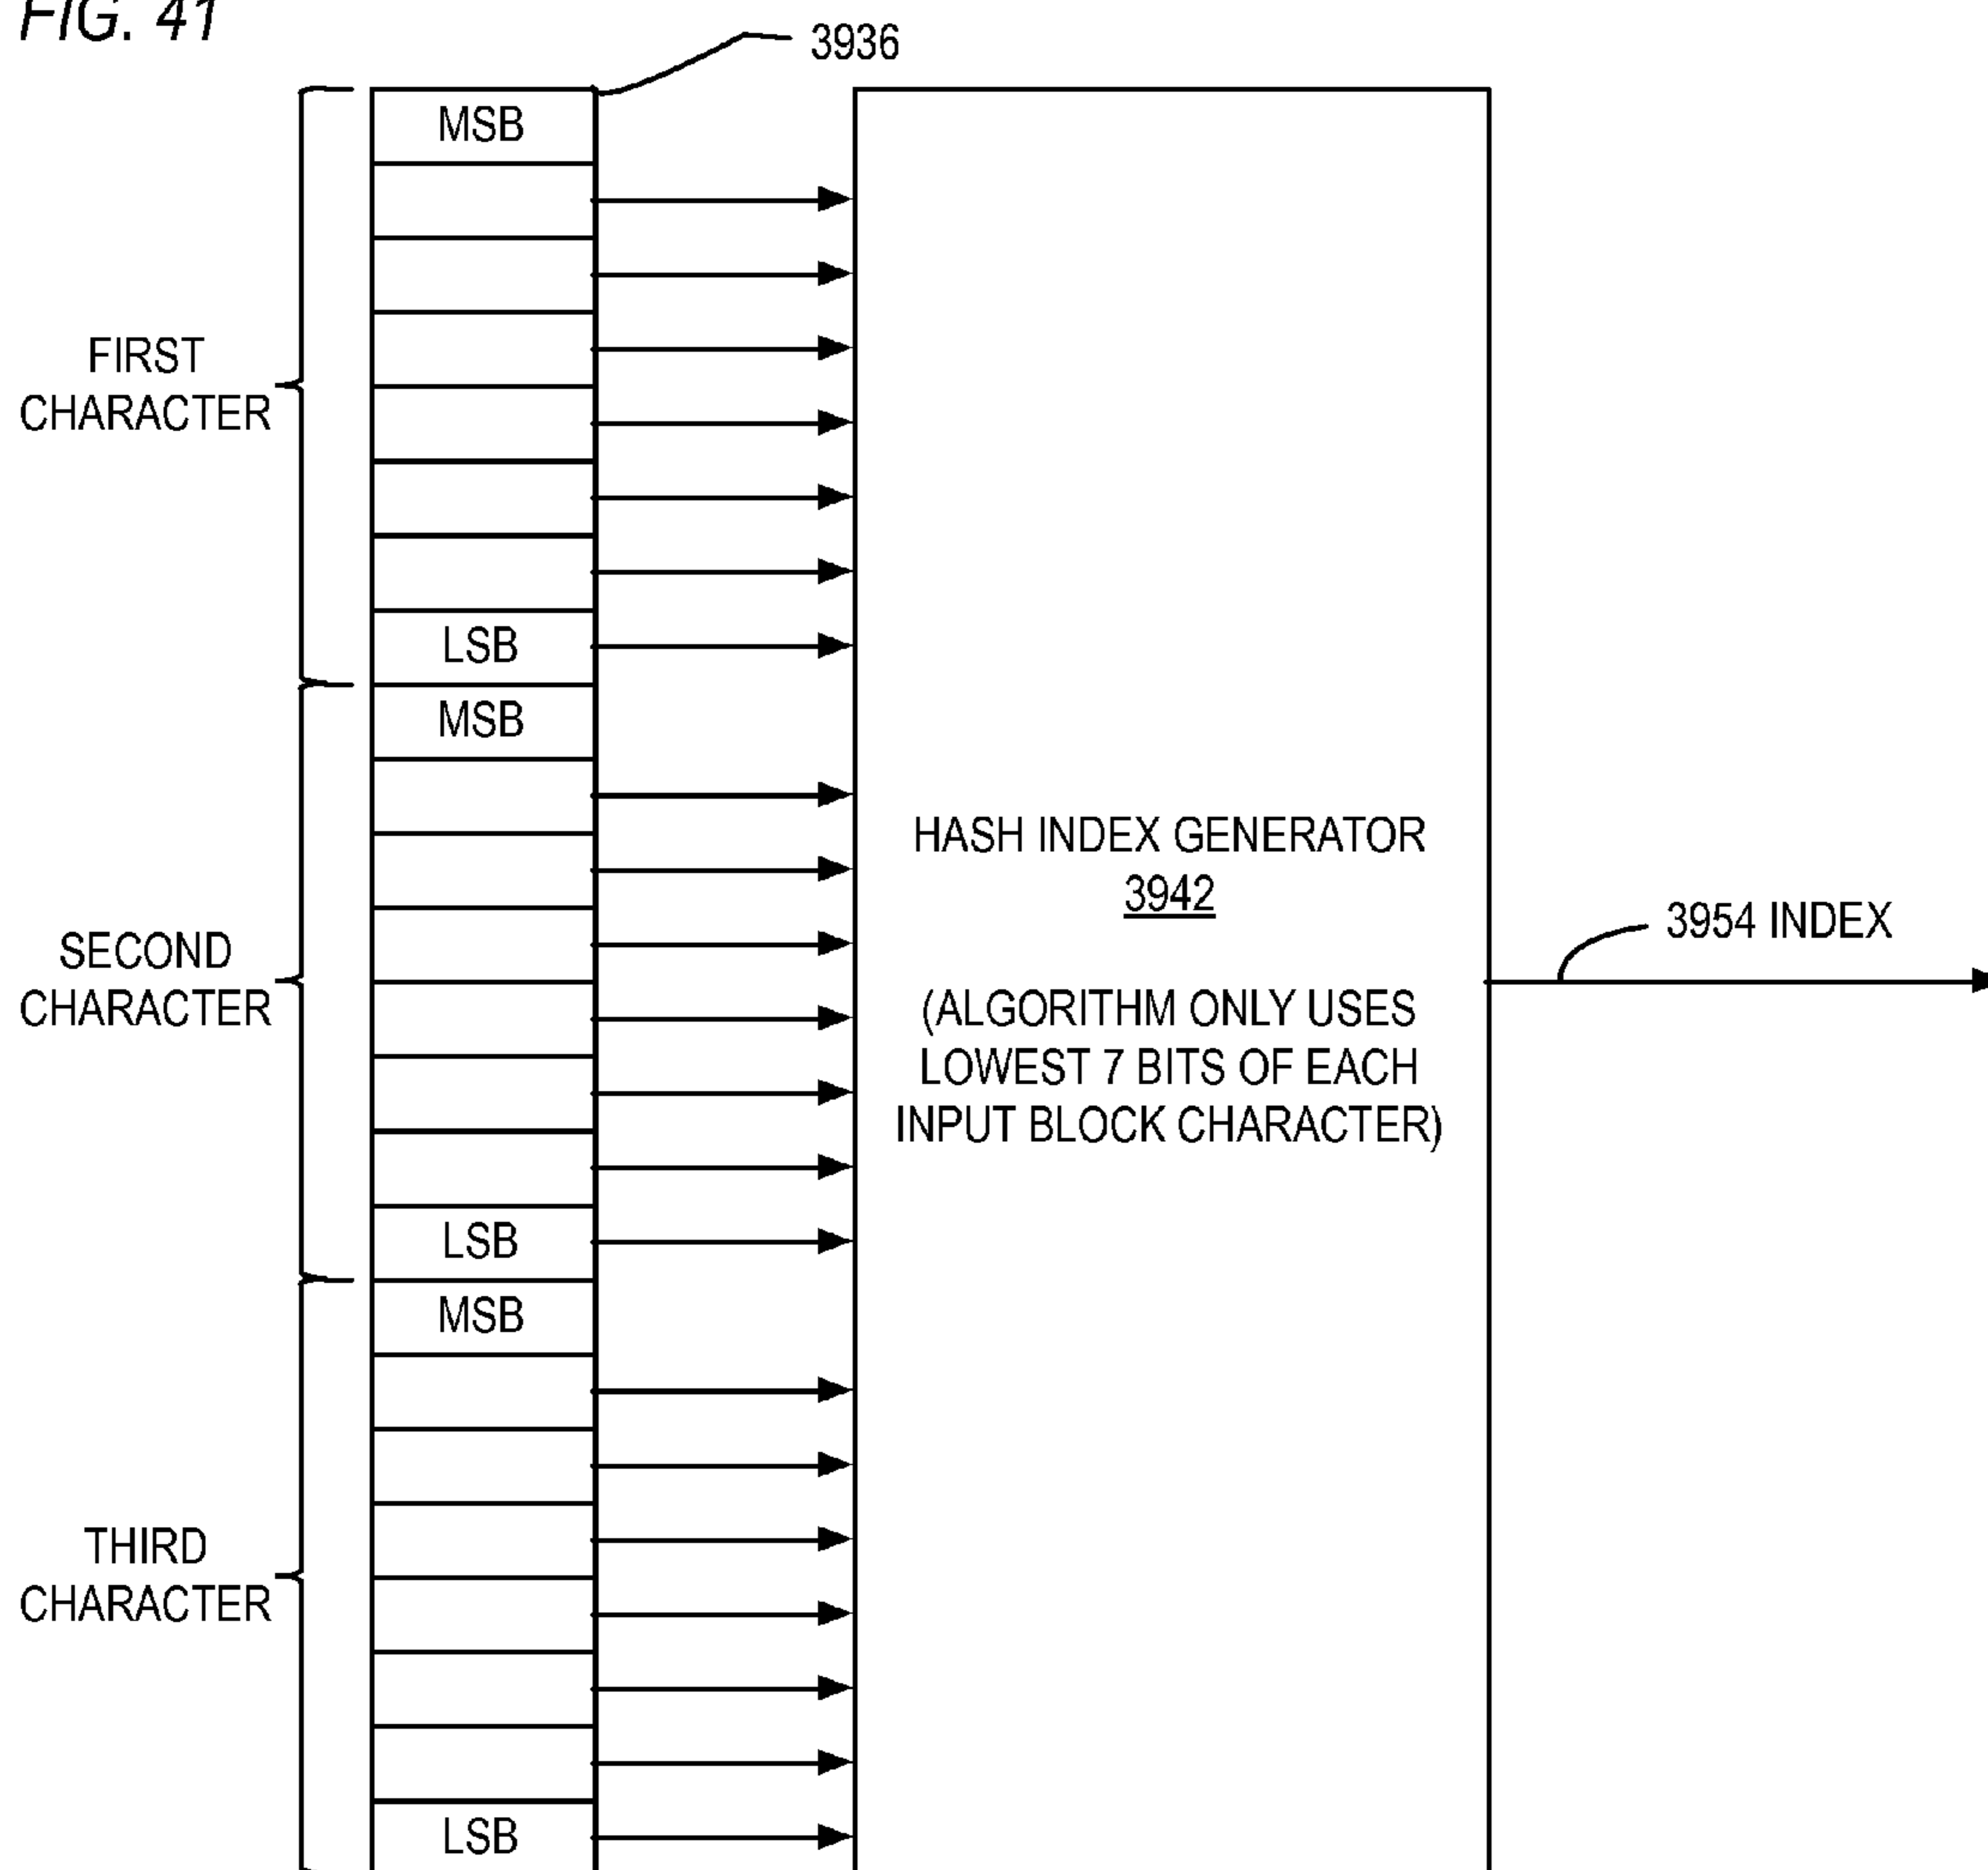 FIG. 41
3936
MSB
FIRST
CHARACTER
LSB
MSB
SECOND
CHARACTER
LSB
MSB
THIRD
CHARACTER
LSB
HASH INDEX GENERATOR
3942
(ALGORITHM ONLY USES
LOWEST 7 BITS OF EACH
INPUT BLOCK CHARACTER)
3954 INDEX